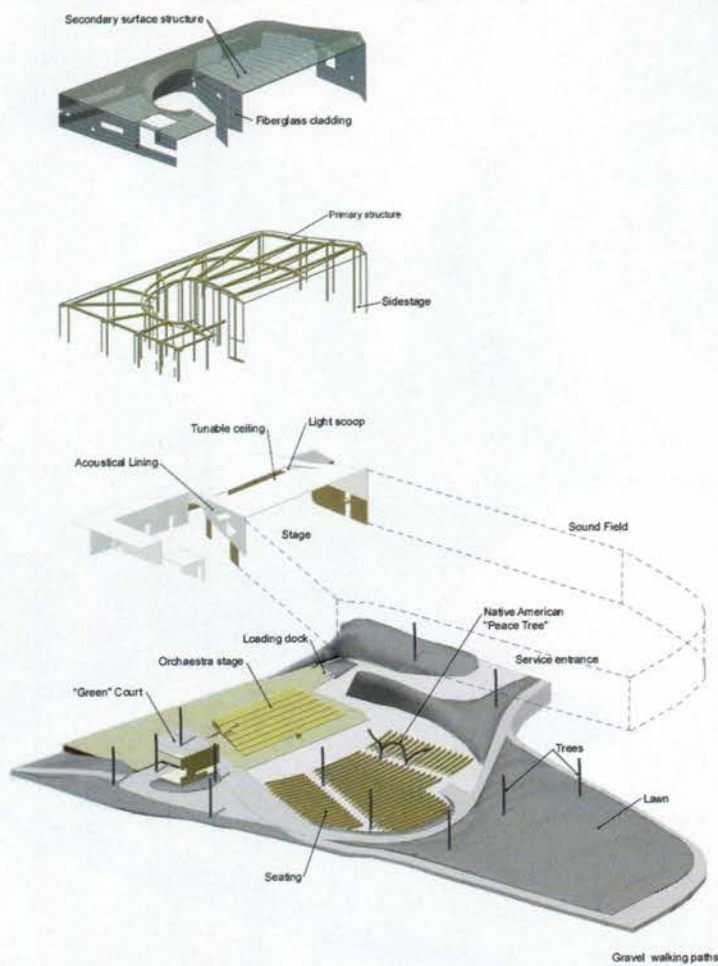 Secondary surface structure
Fiberglass cladding
Primary structure
Sidestage
Light scoop
Tunable ceiling
Acoustical Lining
Stage
Sound Field
Native American
"Peace Tree"
Loading dock
Service entrance
Orchaestra stage
"Green" Court
Trees
Lawn
Seating
Gravel walking paths